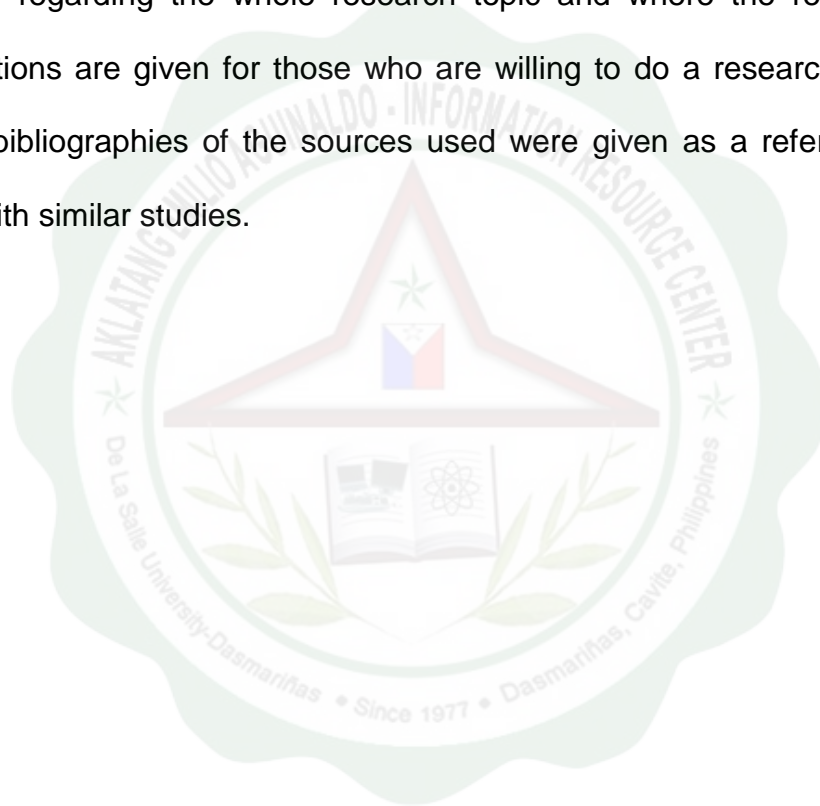 regarding the whole research topic and where the
tions are given for those who are willing to do a
bibliographies of the sources used were given as a
ith similar studies.
AKLATANG EMILIO AGUINALDO - INFORMATION RESOURCE CENTER
De La Salle University-Dasmariñas • Since 1977 • Dasmariñas, Cavite, Philippines